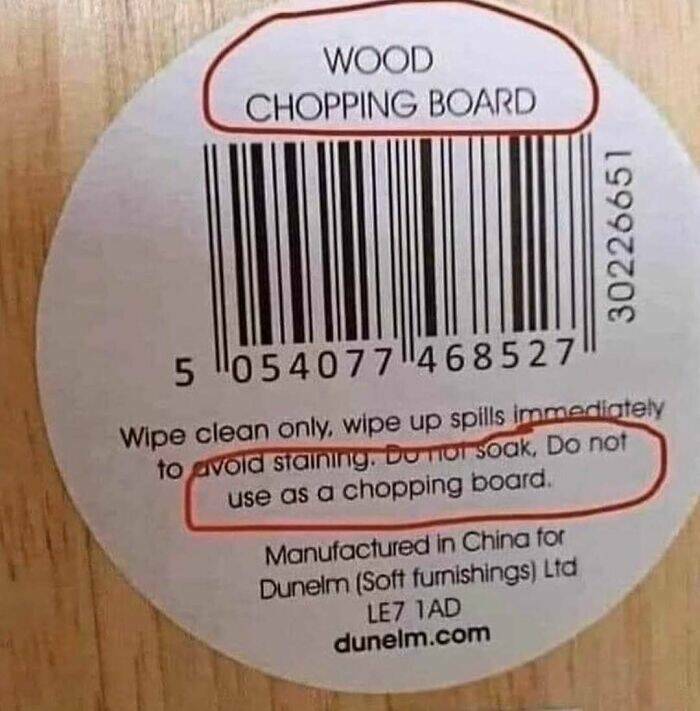 WOOD
CHOPPING BOARD
30226651
5 054077 468527
Wipe clean only, wipe up spills immediately
to avoid staining. Do not soak, Do not
use as a chopping board.
Manufactured in China for
Dunelm (Soft furnishings) Ltd
LE7 1AD
dunelm.com